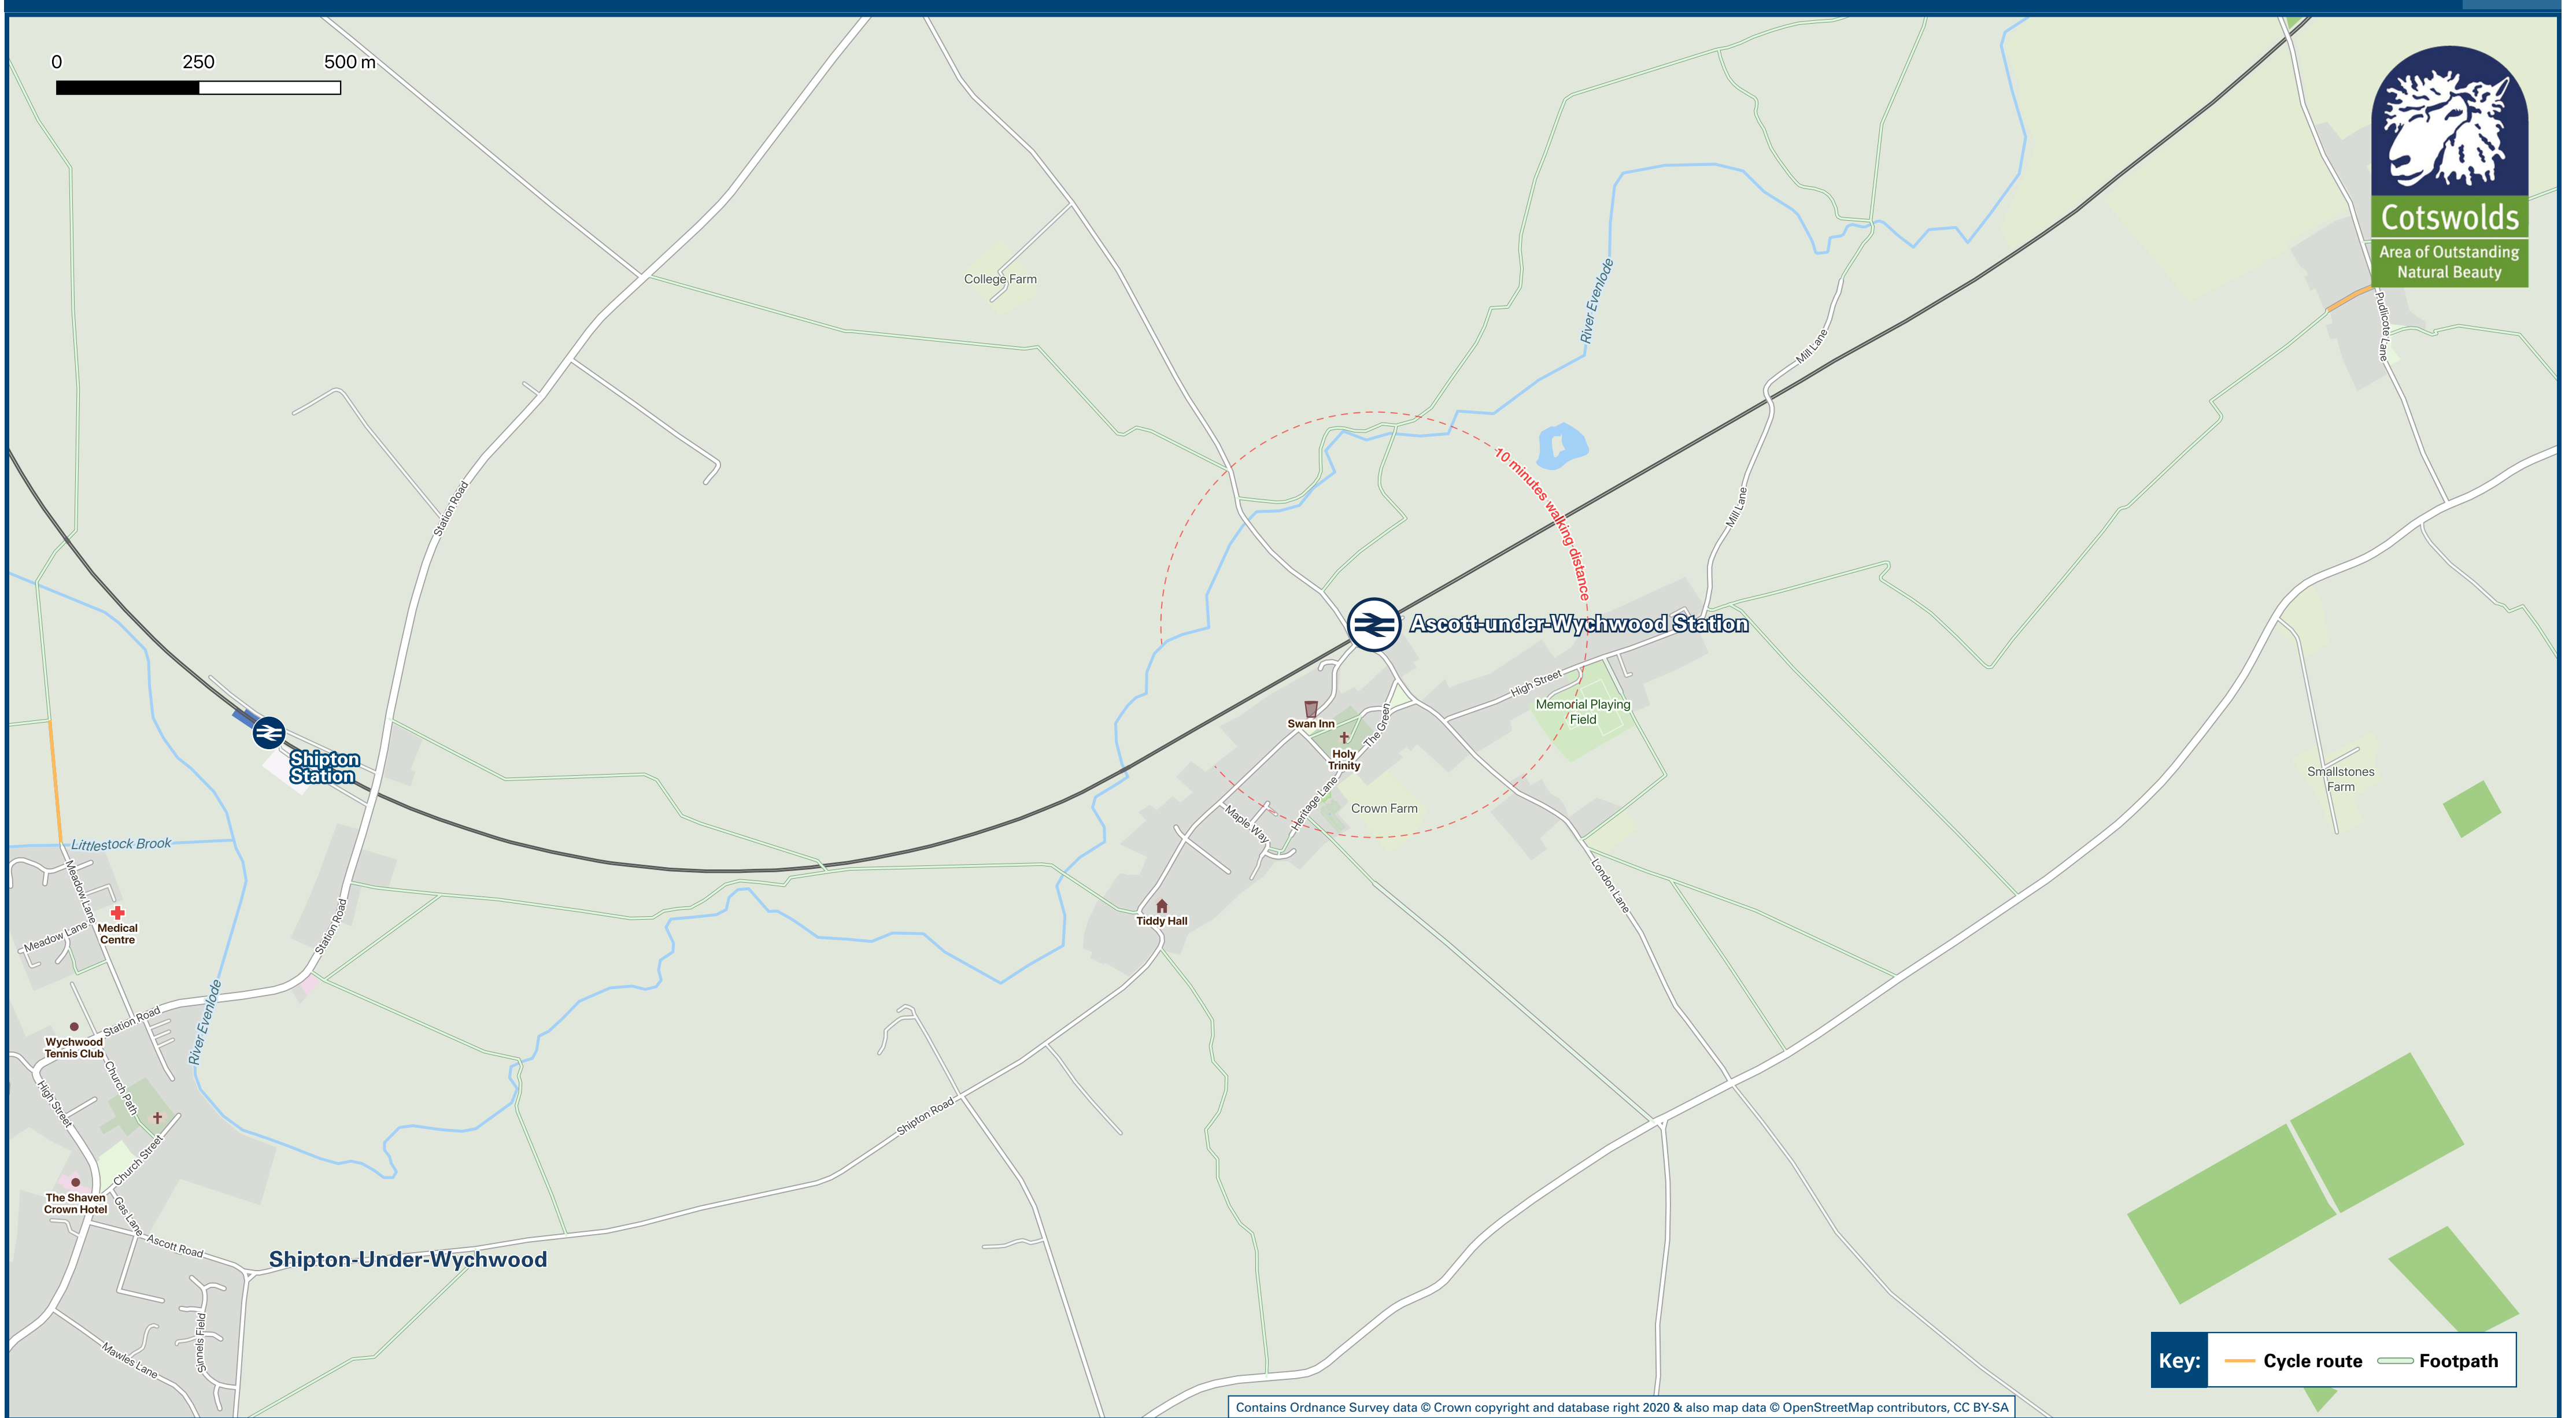 0 250 500 m
Cotswolds
Area of Outstanding
Natural Beauty
College Farm
River Evenlode
Mill Lane
Pudlicote Lane
Station Road
10 minutes walking distance
Mill Lane
Ascott-under-Wychwood Station
High Street
Memorial Playing
Field
Swan Inn
The Green
Holy
Trinity
Shipton
Station
Heritage Lane
Crown Farm
Maple Way
Smallstones
Farm
Littlestock Brook
Meadow Lane
London Lane
Medical
Centre
Meadow Lane
Tiddy Hall
Station Road
River Evenlode
Station Road
Wychwood
Tennis Club
Church Path
High Street
Shipton Road
Church Street
The Shaven
Crown Hotel
Gas Lane
Ascott Road
Shipton-Under-Wychwood
Sinnels Field
Mawles Lane
Key: Cycle route Footpath
Contains Ordnance Survey data © Crown copyright and database right 2020 & also map data © OpenStreetMap contributors, CC BY-SA